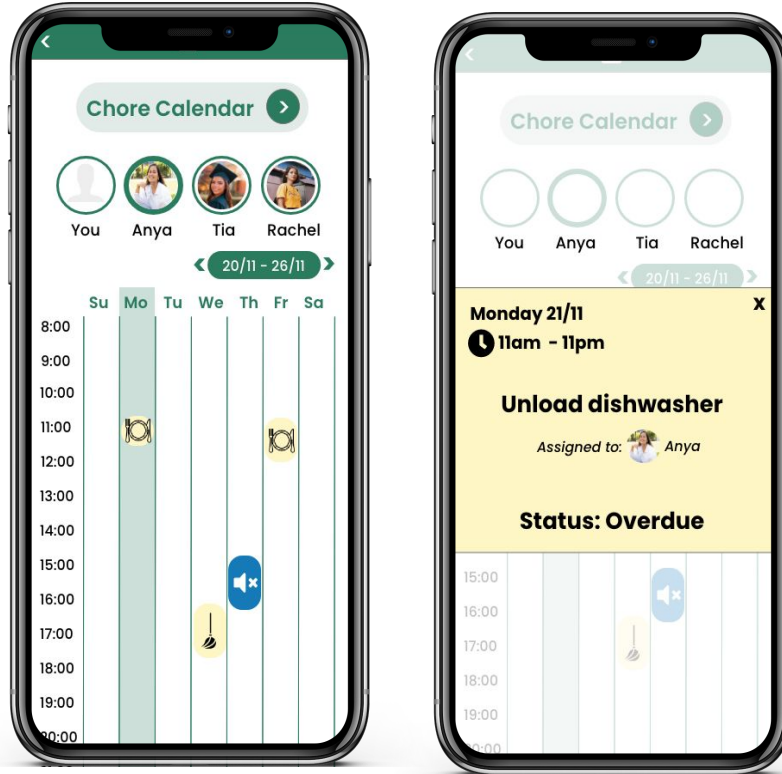 Chore Calendar
You Anya Tia Rachel
20/11 - 26/11
Su Mo Tu We Th Fr Sa
8:00
9:00
10:00
11:00
12:00
13:00
14:00
15:00
16:00
17:00
18:00
19:00
20:00
Chore Calendar
You Anya Tia Rachel
20/11 - 26/11
X
Monday 21/11
11am - 11pm
Unload dishwasher
Assigned to: Anya
Status: Overdue
15:00
16:00
17:00
18:00
19:00
20:00